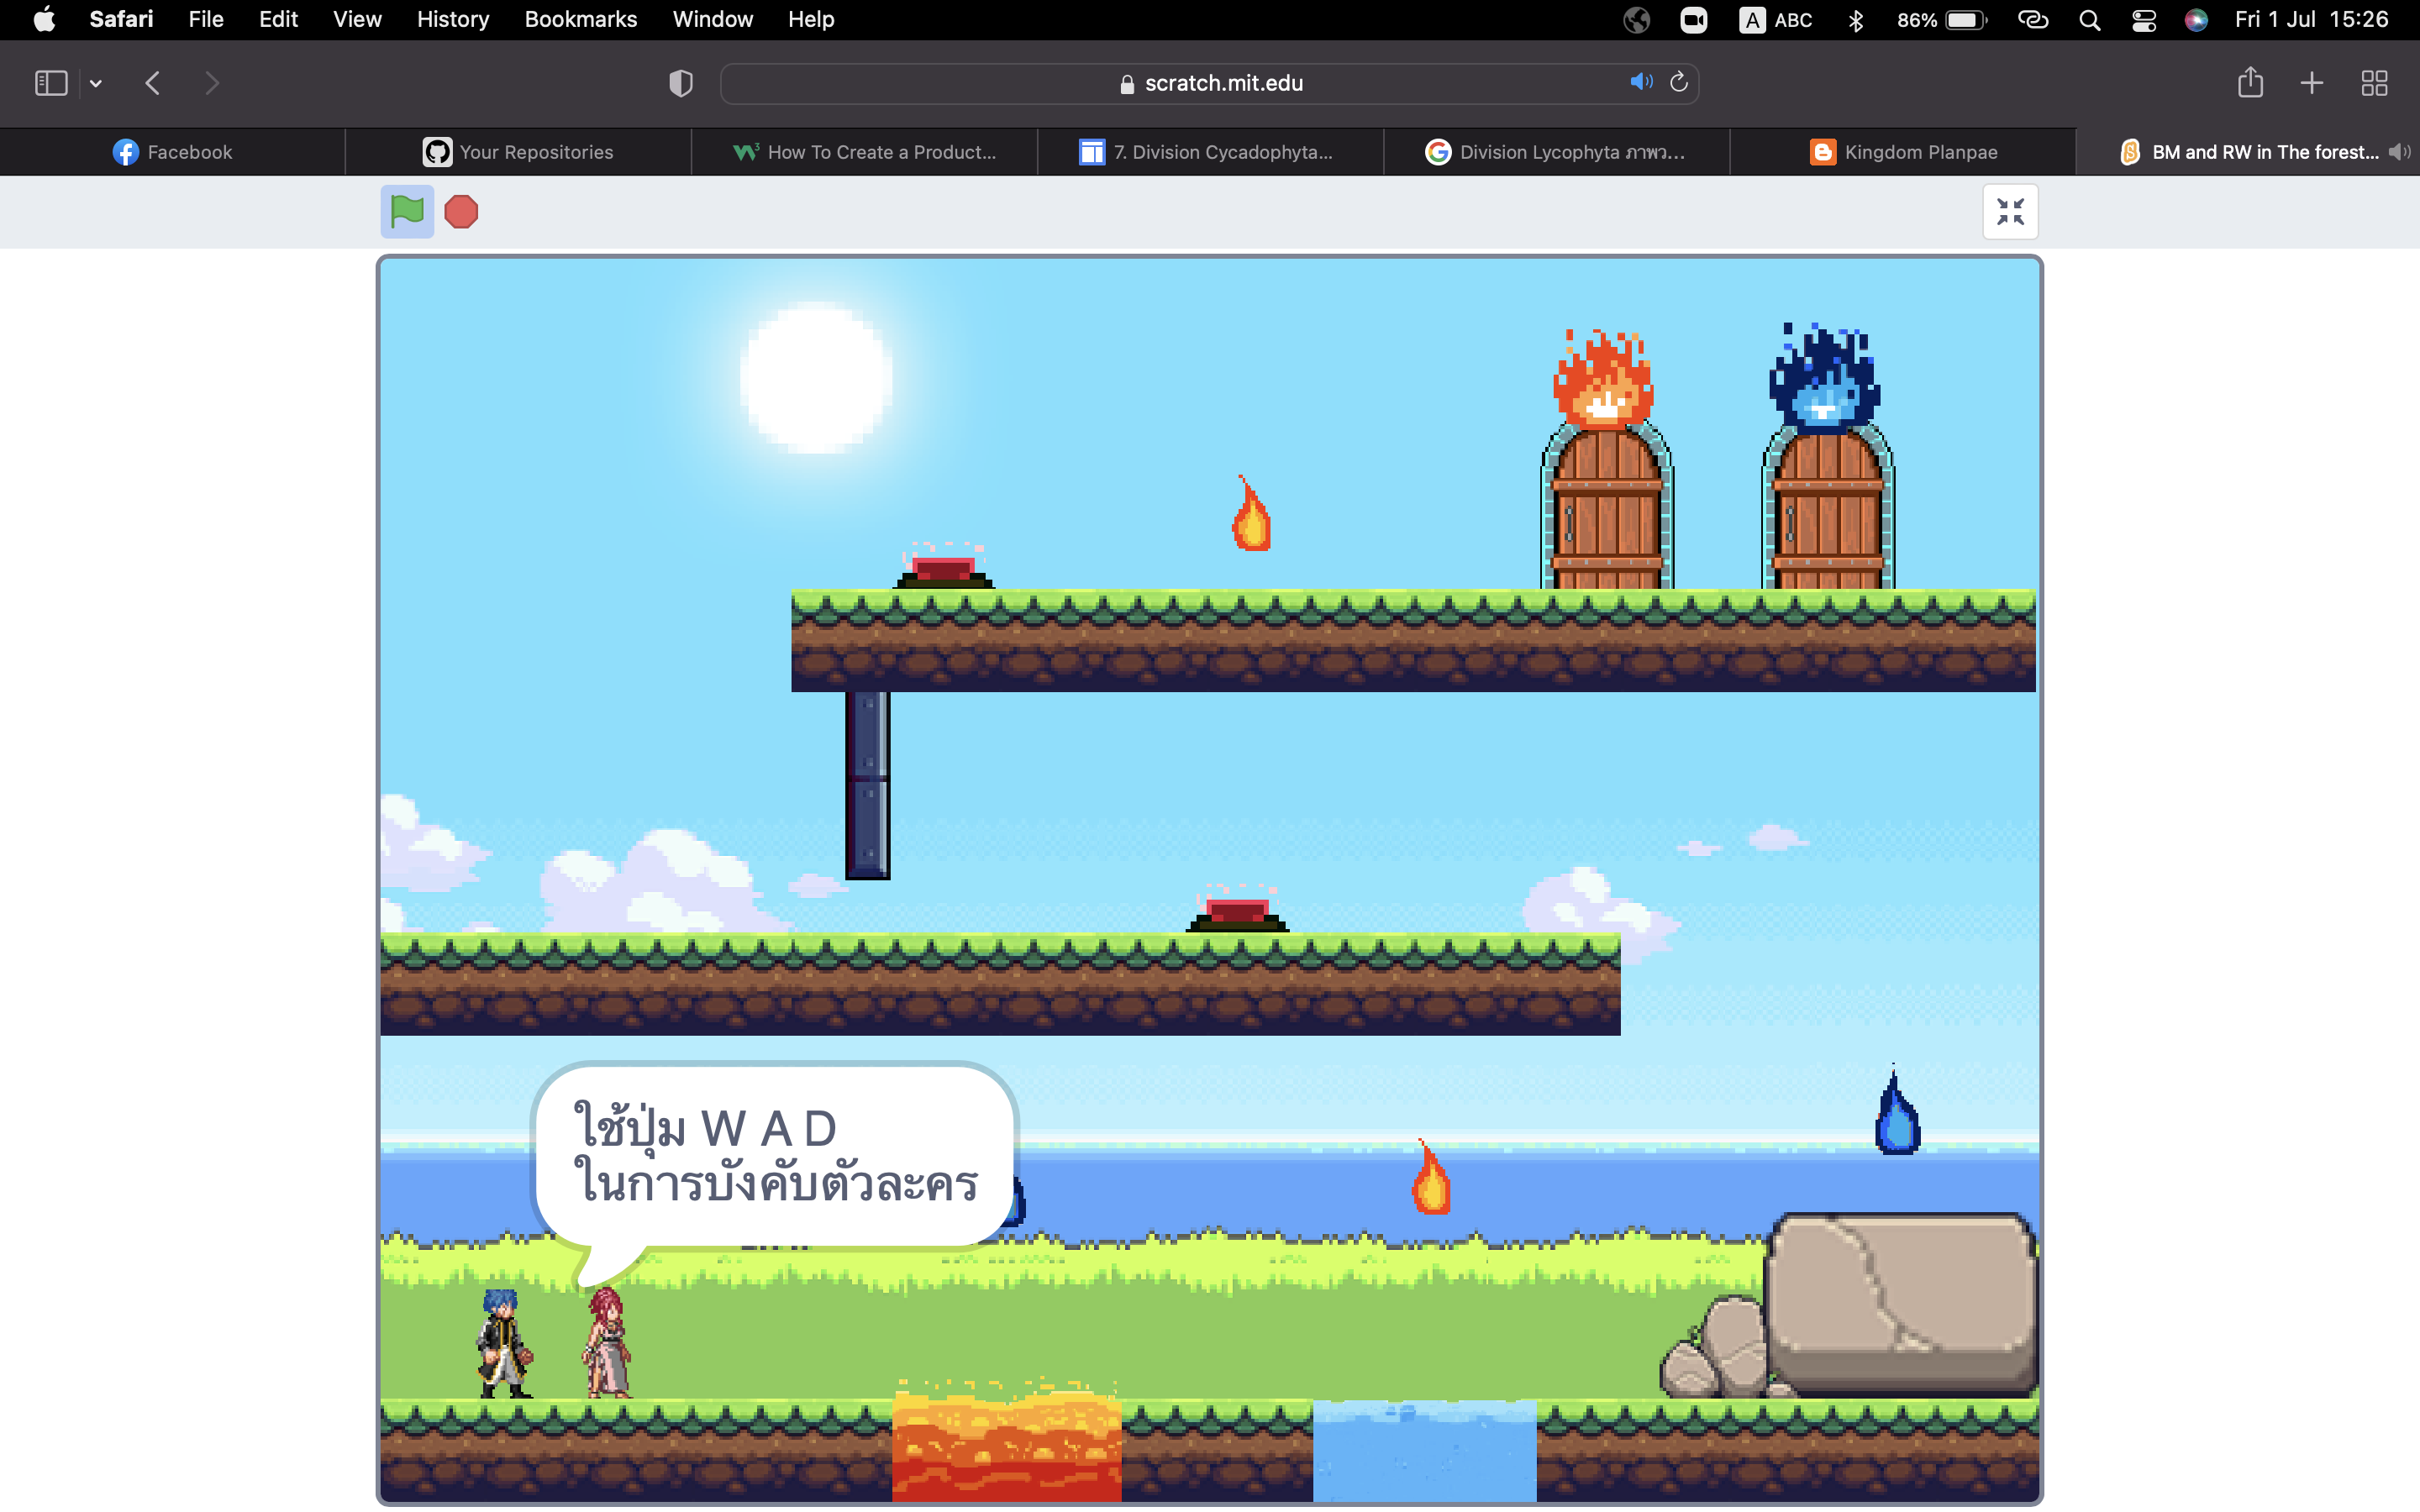 Safari File Edit View History Bookmarks Window Help A ABC 86% Fri 1 Jul 15:26
scratch.mit.edu
Facebook Your Repositories How To Create a Product... 7. Division Cycadophyta... Division Lycophyta ภาพว... Kingdom Planpae BM and RW in The forest...
ใช้ปุ่ม W A D
ในการบังคับตัวละคร